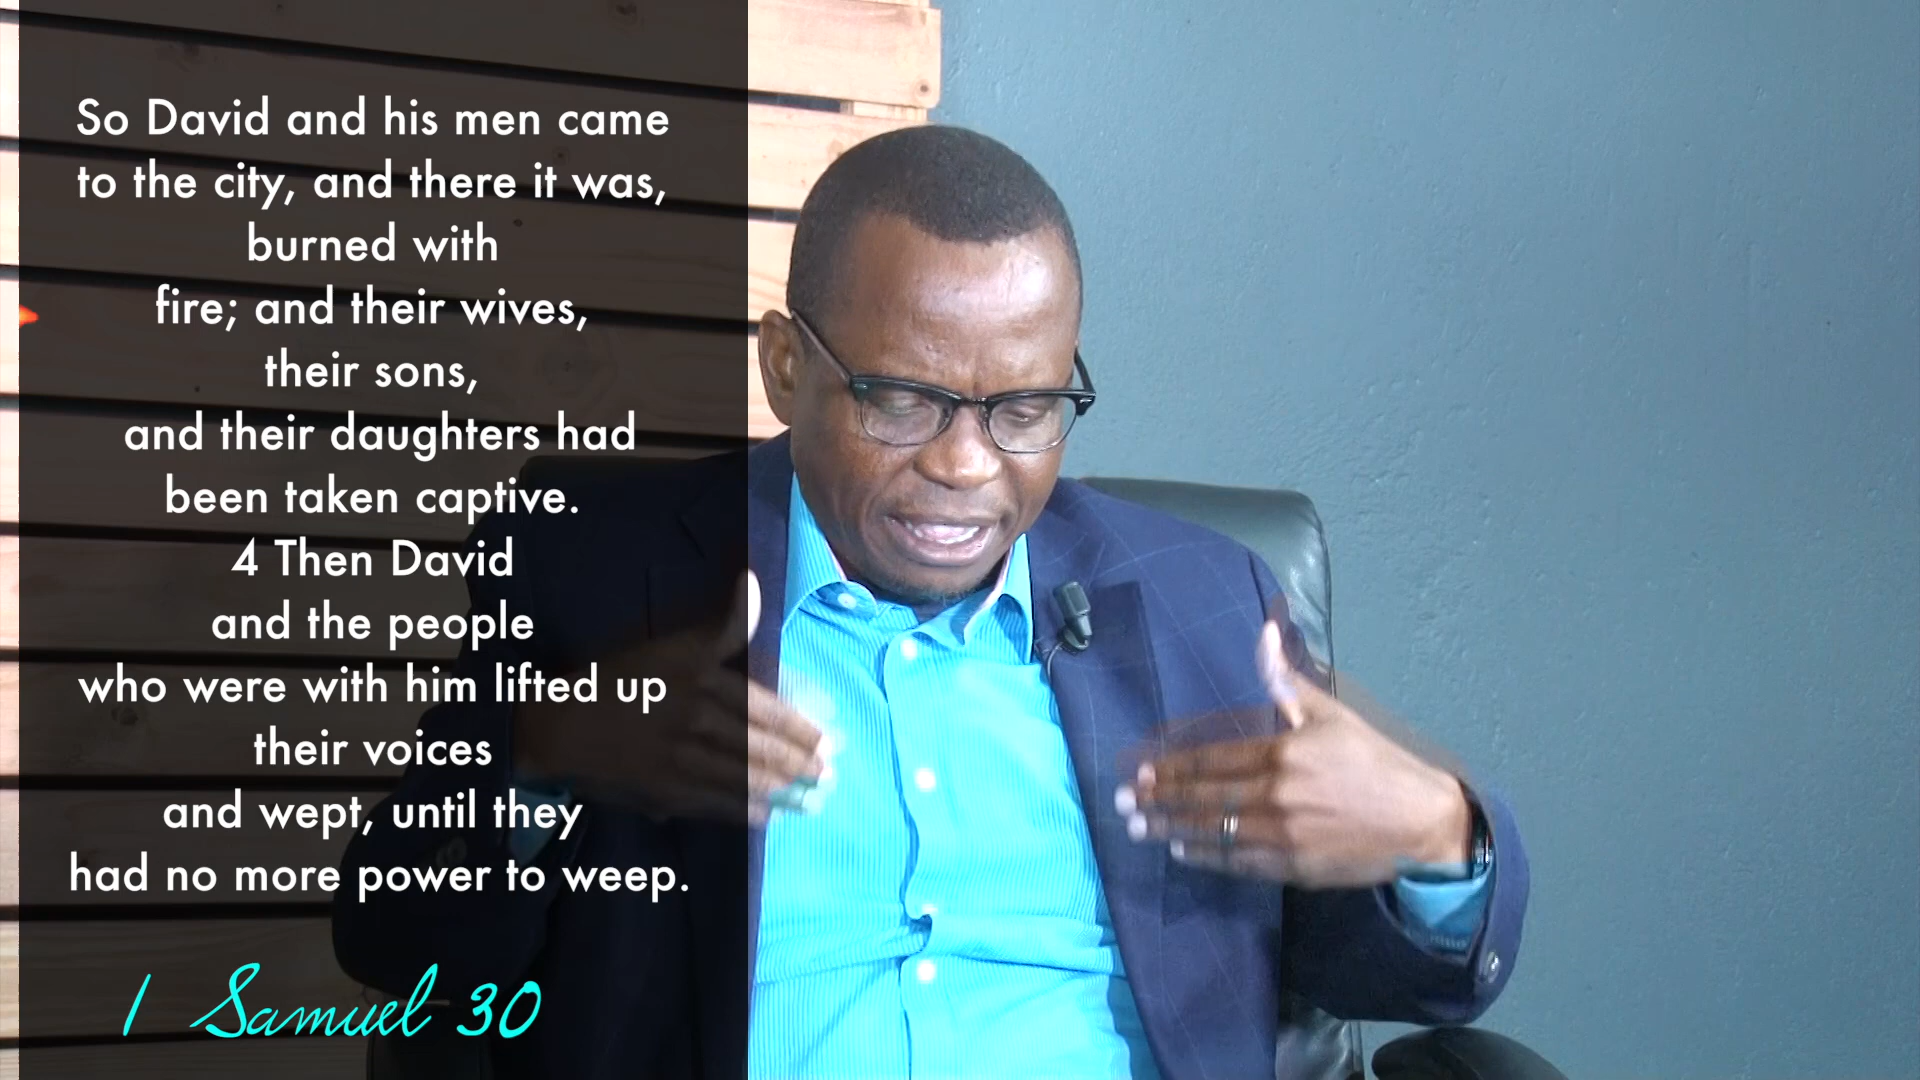 So David and his men came
to the city, and there it was,
burned with
fire; and their wives,
their sons,
and their daughters had
been taken captive.
4 Then David
and the people
who were with him lifted up
their voices
and wept, until they
had no more power to weep.
1 Samuel 30